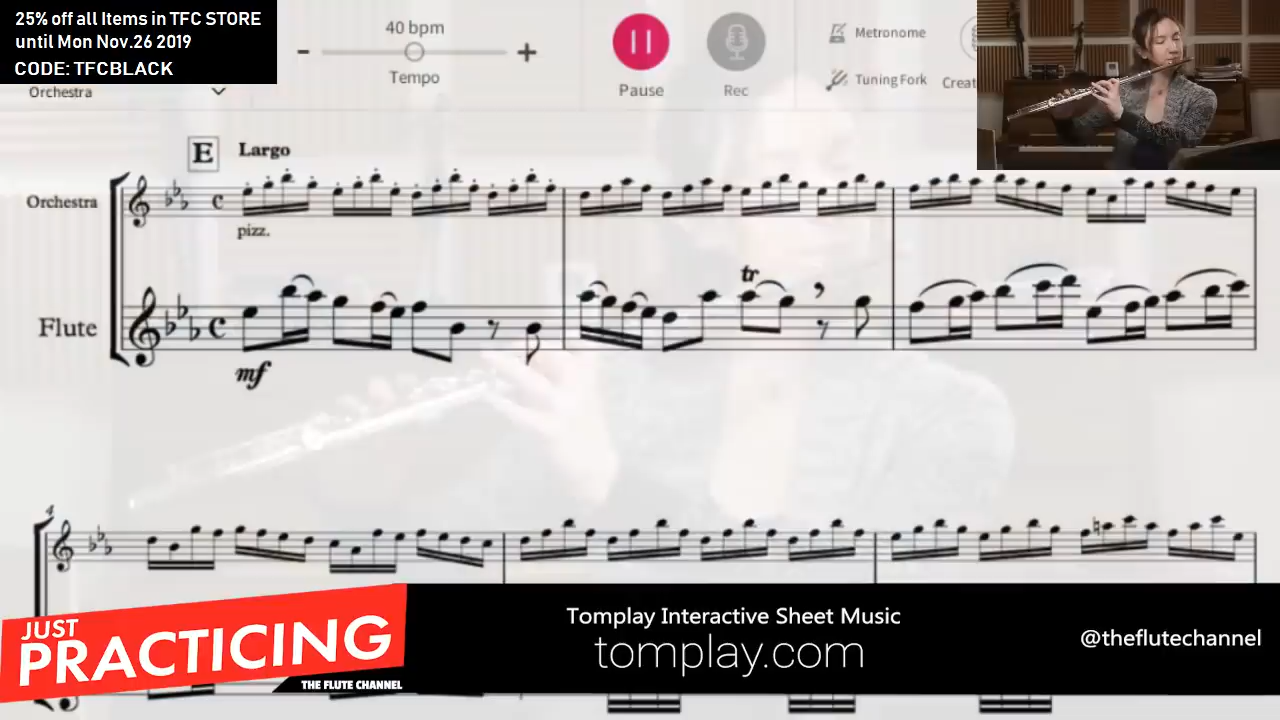 25% off all Items in TFC STORE
until Mon Nov.26 2019
CODE: TFCBLACK
Orchestra
40 bpm
- +
Tempo
Pause
Rec
Metronome
Tuning Fork
Creat
E Largo
Orchestra
pizz.
tr
Flute
mf
4
JUST
PRACTICING
THE FLUTE CHANNEL
Tomplay Interactive Sheet Music
tomplay.com
@theflutechannel